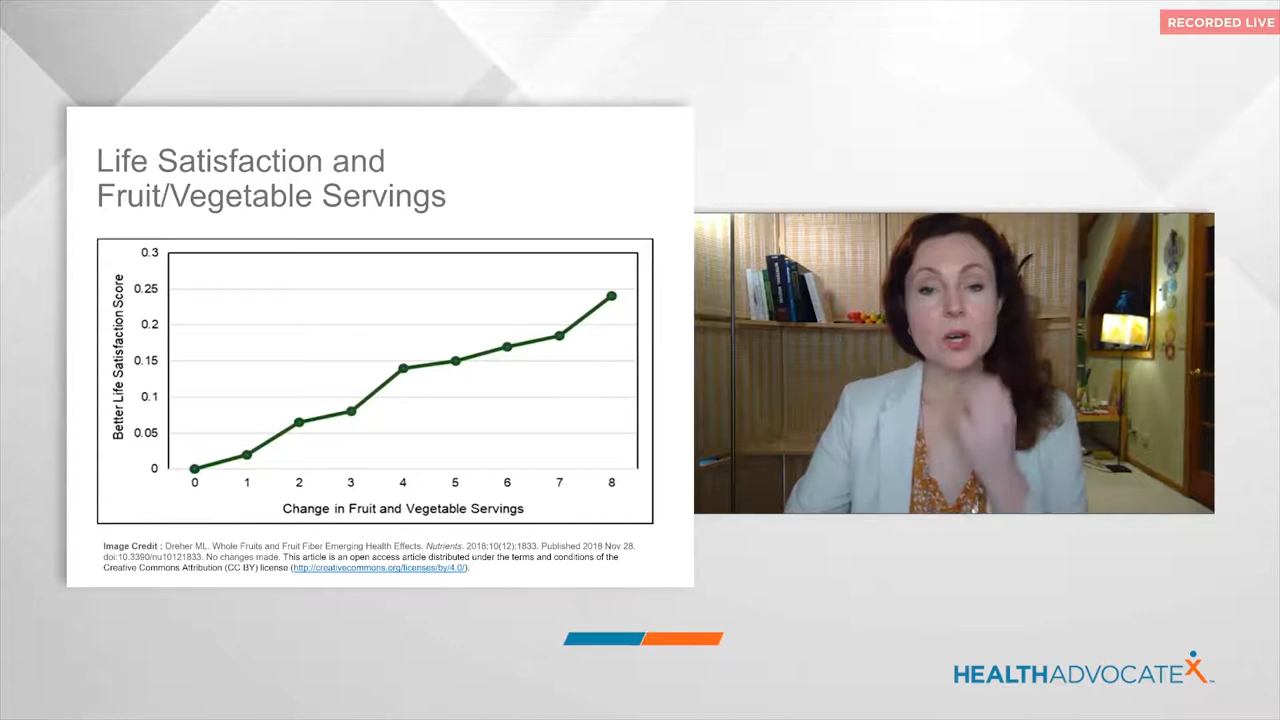 RECORDED LIVE
Life Satisfaction and
Fruit/Vegetable Servings
Better Life Satisfaction Score
0.3
0.25
0.2
0.15
0.1
0.05
0
0 1 2 3 4 5 6 7 8
Change in Fruit and Vegetable Servings
Image Credit : Dreher ML. Whole Fruits and Fruit Fiber Emerging Health Effects. Nutrients. 2018;10(12):1833. Published 2018 Nov 28.
doi:10.3390/nu10121833. No changes made. This article is an open access article distributed under the terms and conditions of the
Creative Commons Attribution (CC BY) license (http://creativecommons.org/licenses/by/4.0/).
HEALTHADVOCATEX™